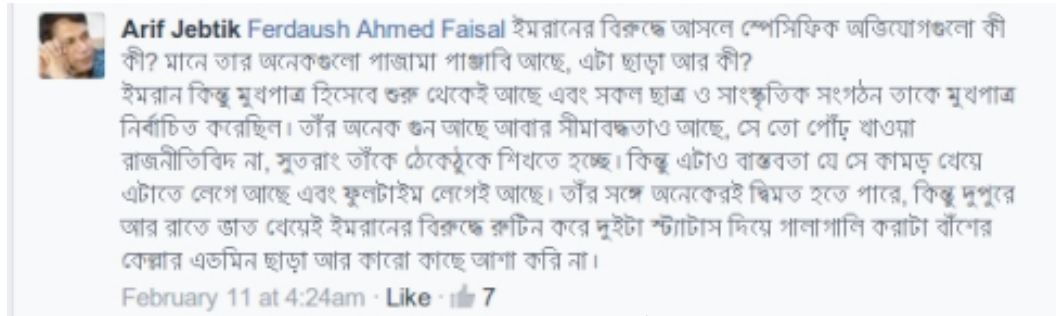 Arif Jebtik Ferdaush Ahmed Faisal ইমরানের বিরুদ্ধে আসলে স্পেসিফিক অভিযোগগুলো কী
কী? মানে তার অনেকগুলো পাজামা পাঞ্জাবি আছে, এটা ছাড়া আর কী?
ইমরান কিন্তু মুখপাত্র হিসেবে শুরু থেকেই আছে এবং সকল ছাত্র ও সাংস্কৃতিক সংগঠন তাকে মুখপাত্র
নির্বাচিত করেছিল। তাঁর অনেক গুন আছে আবার সীমাবদ্ধতাও আছে, সে তো পোঁঢ় খাওয়া
রাজনীতিবিদ না, সুতরাং তাঁকে ঠেকেঠুকে শিখতে হচ্ছে। কিন্তু এটাও বাস্তবতা যে সে কামড় খেয়ে
এটাতে লেগে আছে এবং ফুলটাইম লেগেই আছে। তাঁর সঙ্গে অনেকেরই দ্বিমত হতে পারে, কিন্তু দুপুরে
আর রাতে ভাত খেয়েই ইমরানের বিরুদ্ধে রুটিন করে দুইটা স্ট্যাটাস দিয়ে গালাগালি করাটা বাঁশের
কেল্লার এডমিন ছাড়া আর কারো কাছে আশা করি না।
February 11 at 4:24am · Like · 7